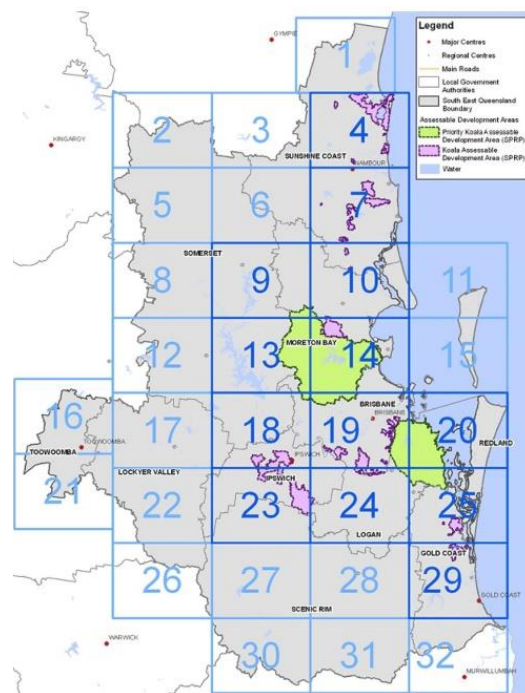 GYMPIE
1
Legend
Major Centres
Regional Centres
Main Roads
Local Government
Authorities
South East Queensland
Boundary
Assessable Development Areas
Priority Koala Assessable
Development Area (SPRP)
Koala Assessable
Development Area (SPRP)
Water
2
3
4
KINGAROY
SUNSHINE COAST
NAMBOUR
5
6
7
SOMERSET
8
9
10
11
12
13
MORETON BAY
14
15
16
17
18
19
BRISBANE
BRISBANE
20
REDLAND
TOOWOOMBA
TOOWOOMBA
LOCKYER VALLEY
IPSWICH
IPSWICH
21
22
23
24
25
LOGAN
GOLD COAST
26
27
28
29
GOLD COAST
SCENIC RIM
WARWICK
30
31
32
MURWILLUMBAH